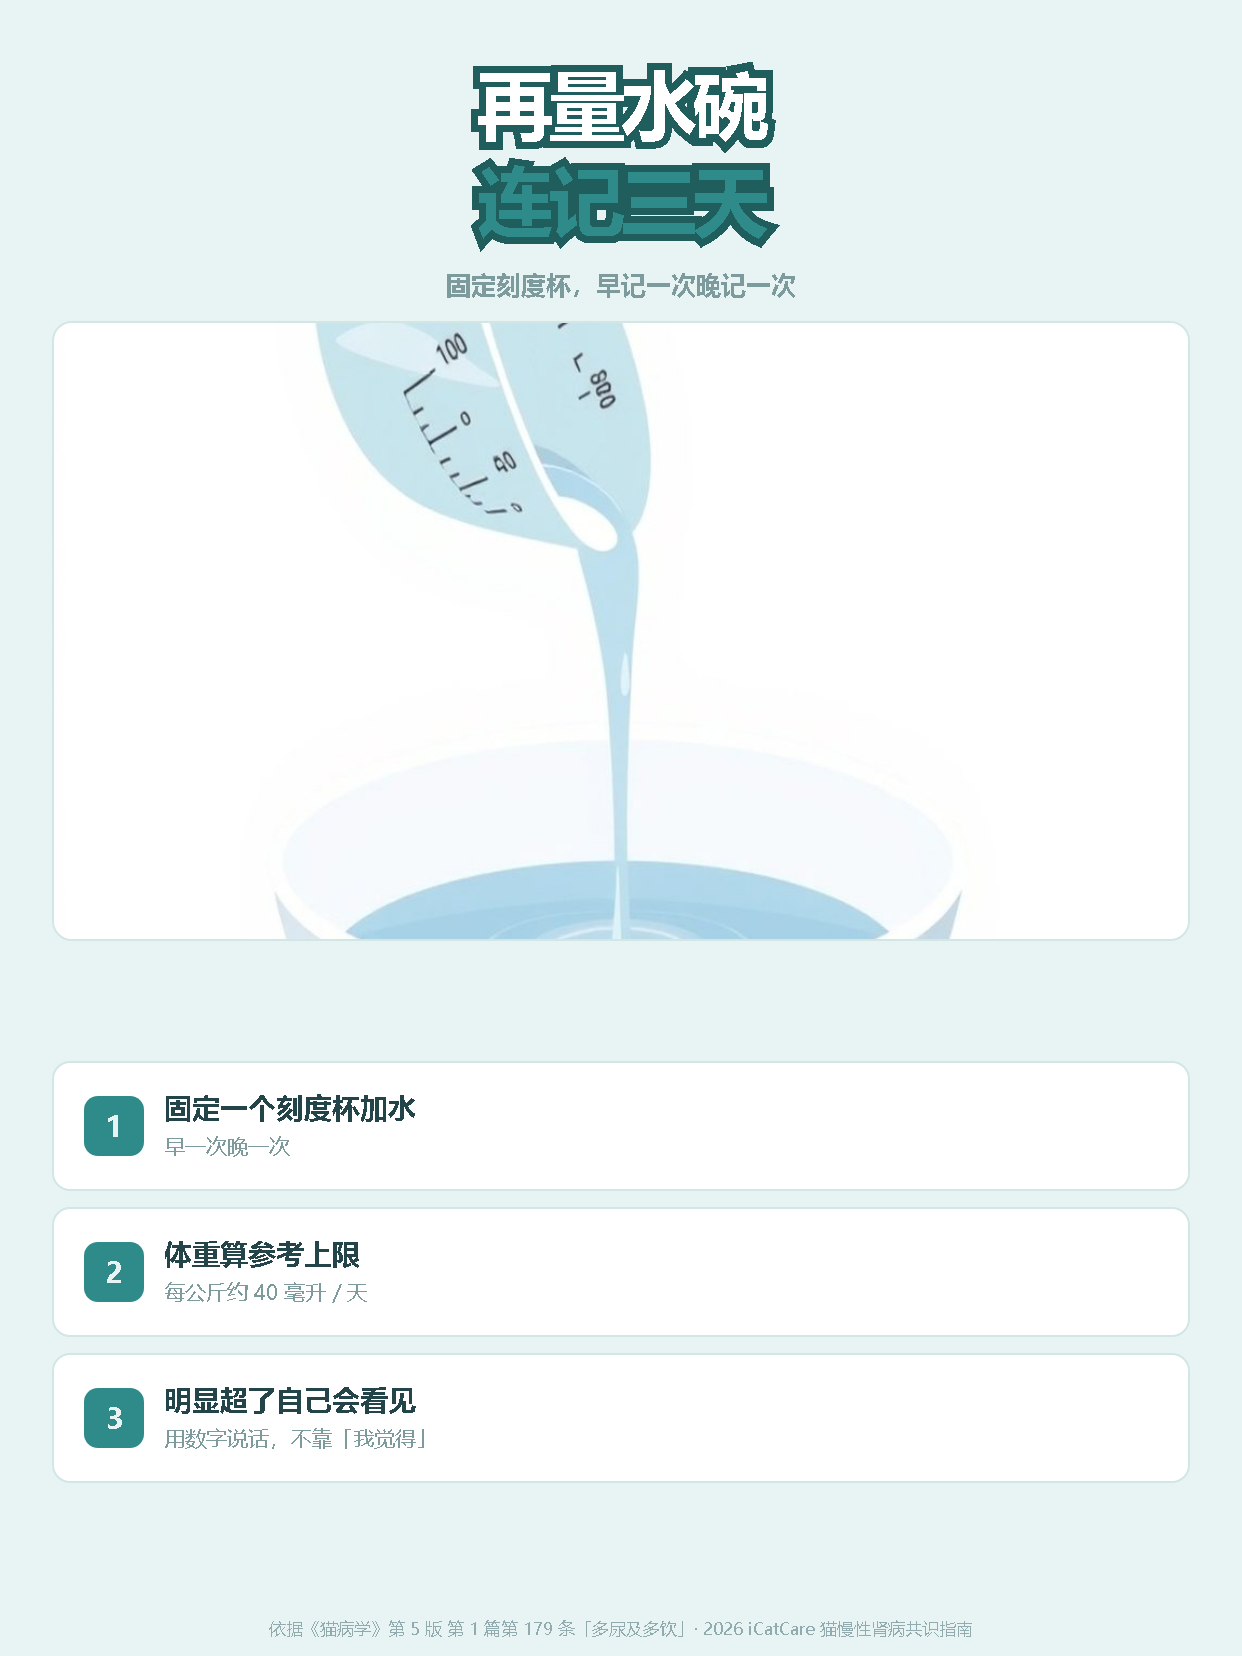 再量水碗
连记三天
固定刻度杯，早记一次晚记一次
100
800
0
40
0
1
固定一个刻度杯加水
早一次晚一次
2
体重算参考上限
每公斤约 40 毫升 / 天
3
明显超了自己会看见
用数字说话，不靠「我觉得」
依据《猫病学》第 5 版 第 1 篇第 179 条「多尿及多饮」· 2026 iCatCare 猫慢性肾病共识指南